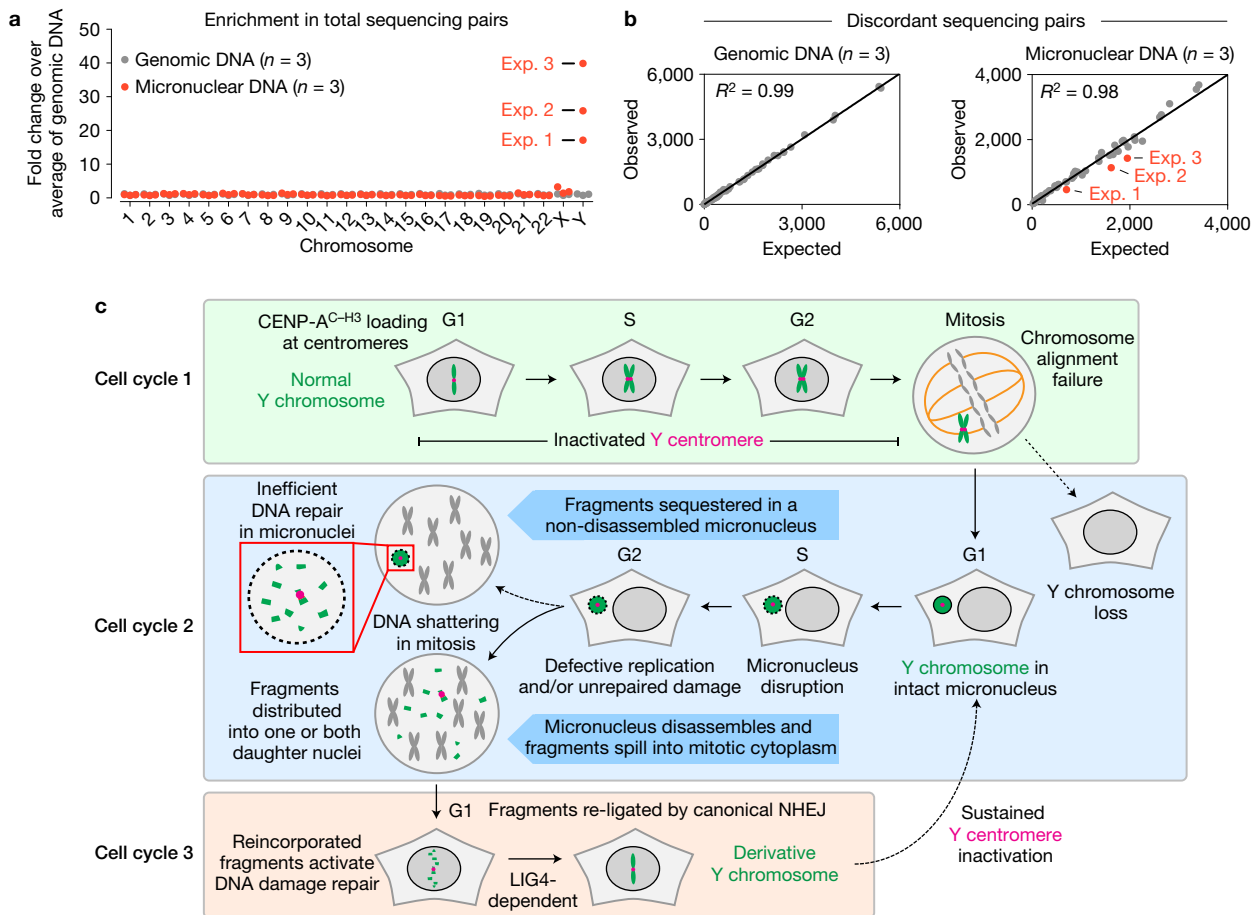 a
Enrichment in total sequencing pairs
Fold change over
average of genomic DNA
50
40
30
20
10
0
Genomic DNA (n = 3)
Micronuclear DNA (n = 3)
Exp. 3
Exp. 2
Exp. 1
1 2 3 4 5 6 7 8 9 10 11 12 13 14 15 16 17 18 19 20 21 22 X Y
Chromosome
b
Discordant sequencing pairs
Genomic DNA (n = 3)
R² = 0.99
Observed
6,000
3,000
0
0 3,000 6,000
Expected
Micronuclear DNA (n = 3)
R² = 0.98
Observed
4,000
2,000
0
Exp. 3
Exp. 2
Exp. 1
0 2,000 4,000
Expected
c
Cell cycle 1
CENP-Aᶜ⁻ᴴ³ loading
at centromeres
Normal
Y chromosome
G1
S
G2
Mitosis
Chromosome
alignment
failure
Inactivated Y centromere
Cell cycle 2
Inefficient
DNA repair
in micronuclei
Fragments sequestered in a
non-disassembled micronucleus
G2
S
G1
Y chromosome
loss
DNA shattering
in mitosis
Defective replication
and/or unrepaired damage
Micronucleus
disruption
Y chromosome in
intact micronucleus
Fragments
distributed
into one or both
daughter nuclei
Micronucleus disassembles and
fragments spill into mitotic cytoplasm
Cell cycle 3
G1
Fragments re-ligated by canonical NHEJ
Reincorporated
fragments activate
DNA damage repair
LIG4-
dependent
Derivative
Y chromosome
Sustained
Y centromere
inactivation